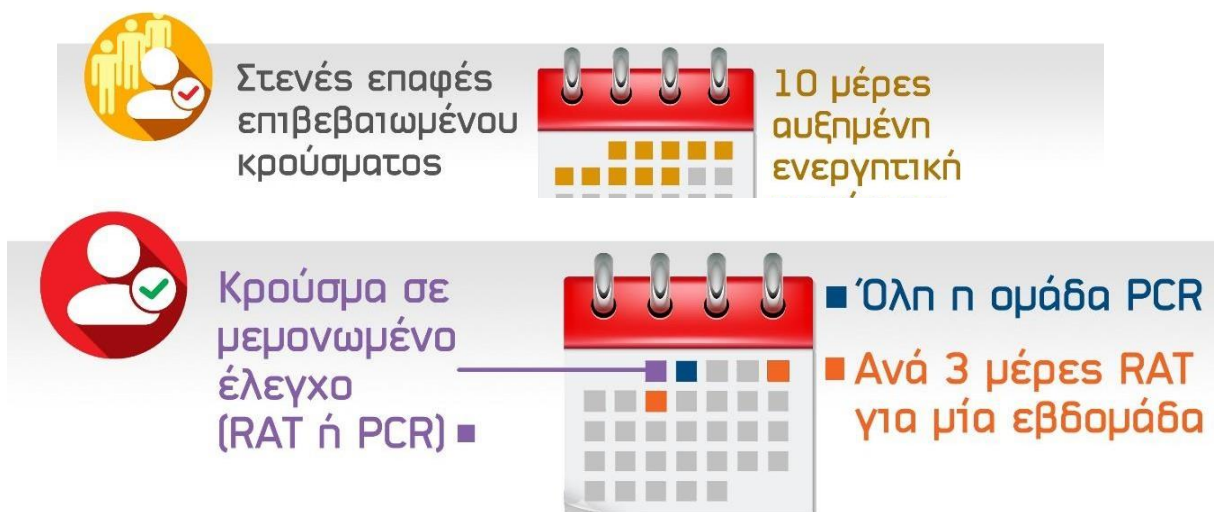 Στενές επαφές
επιβεβαιωμένου
κρούσματος
10 μέρες
αυξημένη
ενεργητική
Κρούσμα σε
μεμονωμένο
έλεγχο
(RAT ή PCR)
Όλη η ομάδα PCR
Ανά 3 μέρες RAT
για μία εβδομάδα